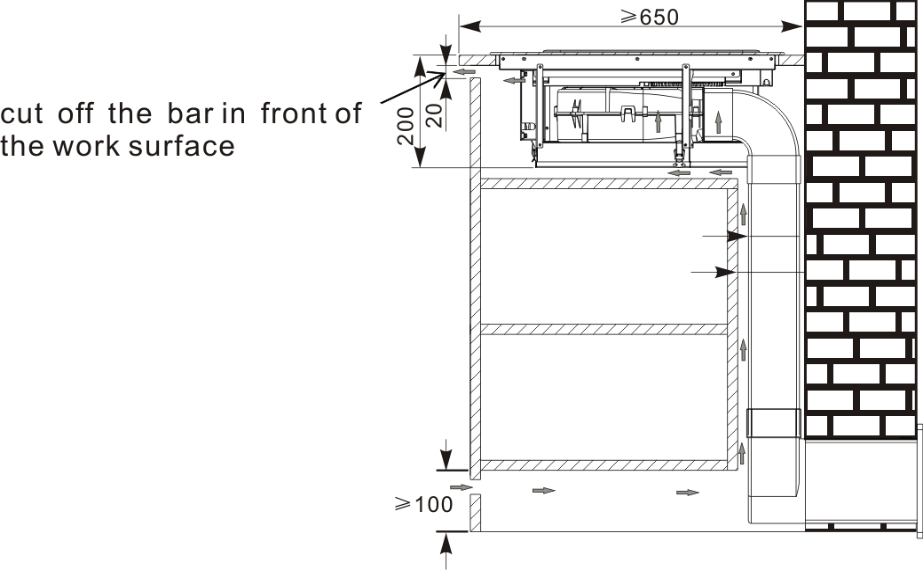 ≥650
cut off the bar in front of
the work surface
200
20
≥100